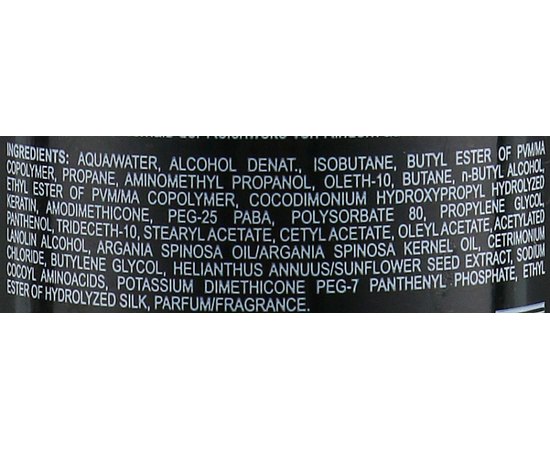 INGREDIENTS: AQUA/WATER, ALCOHOL DENAT., ISOBUTANE, BUTYL ESTER OF PVM/MA
COPOLYMER, PROPANE, AMINOMETHYL PROPANOL, OLETH-10, BUTANE, n-BUTYL ALCOHOL,
ETHYL ESTER OF PVM/MA COPOLYMER, COCODIMONIUM HYDROXYPROPYL HYDROLYZED
KERATIN, AMODIMETHICONE, PEG-25 PABA, POLYSORBATE 80, PROPYLENE GLYCOL,
PANTHENOL, TRIDECETH-10, STEARYL ACETATE, CETYL ACETATE, OLEYL ACETATE, ACETYLATED
LANOLIN ALCOHOL, ARGANIA SPINOSA OIL/ARGANIA SPINOSA KERNEL OIL, CETRIMONIUM
CHLORIDE, BUTYLENE GLYCOL, HELIANTHUS ANNUUS/SUNFLOWER SEED EXTRACT, SODIUM
COCOYL AMINOACIDS, POTASSIUM DIMETHICONE PEG-7 PANTHENYL PHOSPHATE, ETHYL
ESTER OF HYDROLYZED SILK, PARFUM/FRAGRANCE.